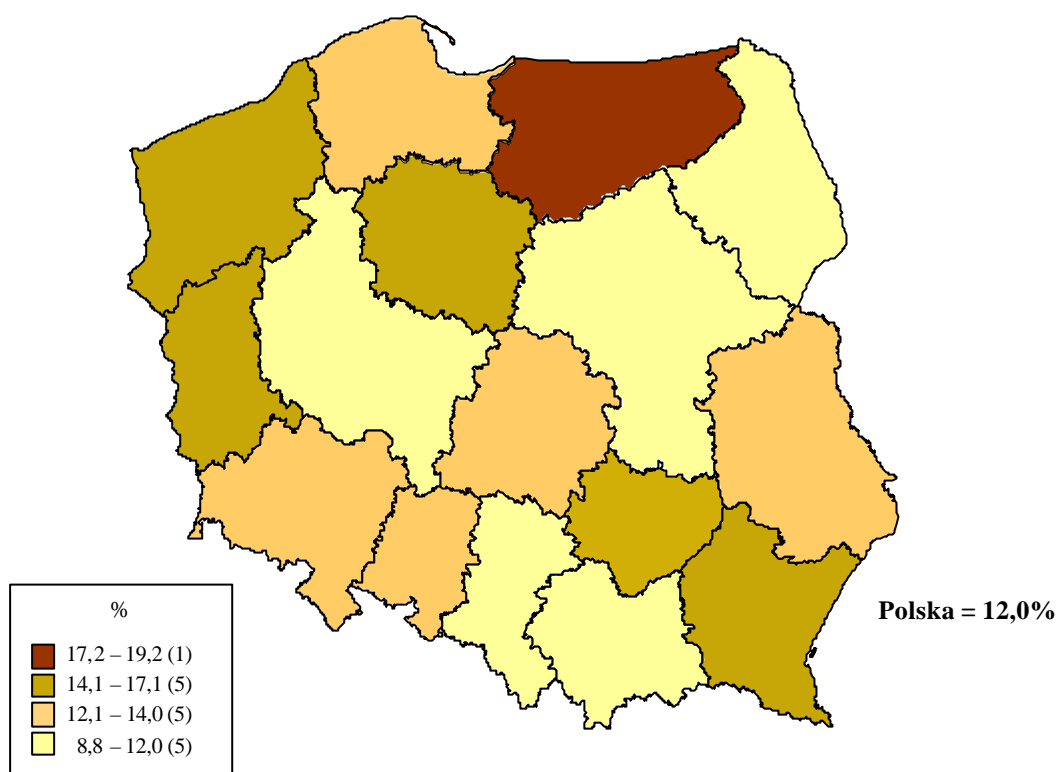 %
17,2 – 19,2 (1)
14,1 – 17,1 (5)
12,1 – 14,0 (5)
8,8 – 12,0 (5)
Polska = 12,0%